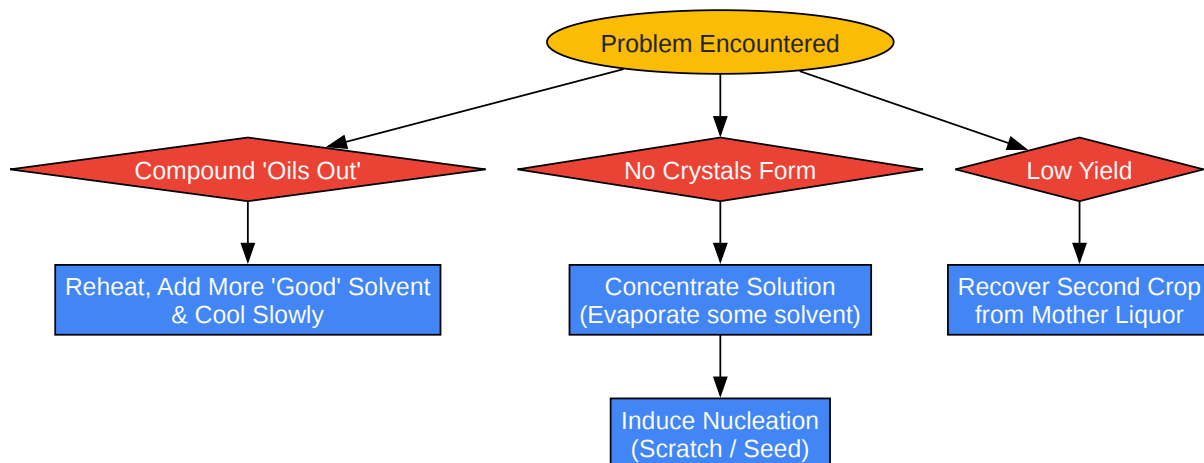 Problem Encountered
Compound 'Oils Out'
No Crystals Form
Low Yield
Reheat, Add More 'Good' Solvent
& Cool Slowly
Concentrate Solution
(Evaporate some solvent)
Recover Second Crop
from Mother Liquor
Induce Nucleation
(Scratch / Seed)